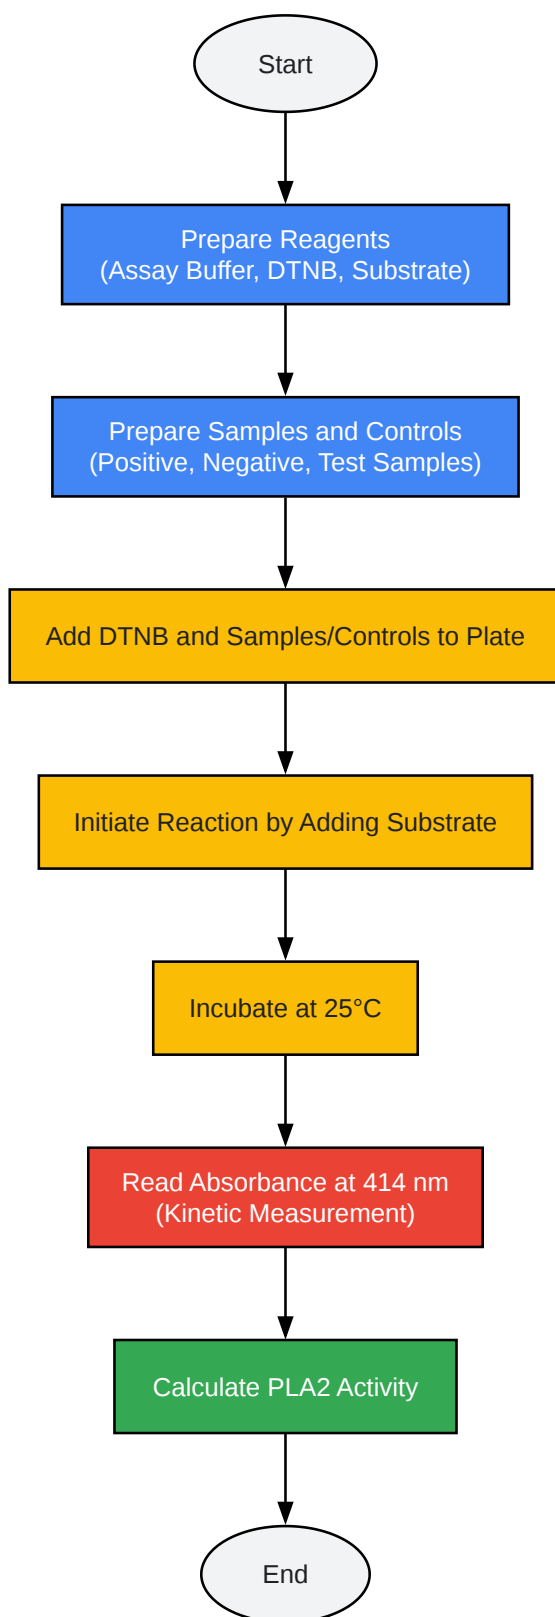 Start
Prepare Reagents
(Assay Buffer, DTNB, Substrate)
Prepare Samples and Controls
(Positive, Negative, Test Samples)
Add DTNB and Samples/Controls to Plate
Initiate Reaction by Adding Substrate
Incubate at 25°C
Read Absorbance at 414 nm
(Kinetic Measurement)
Calculate PLA2 Activity
End